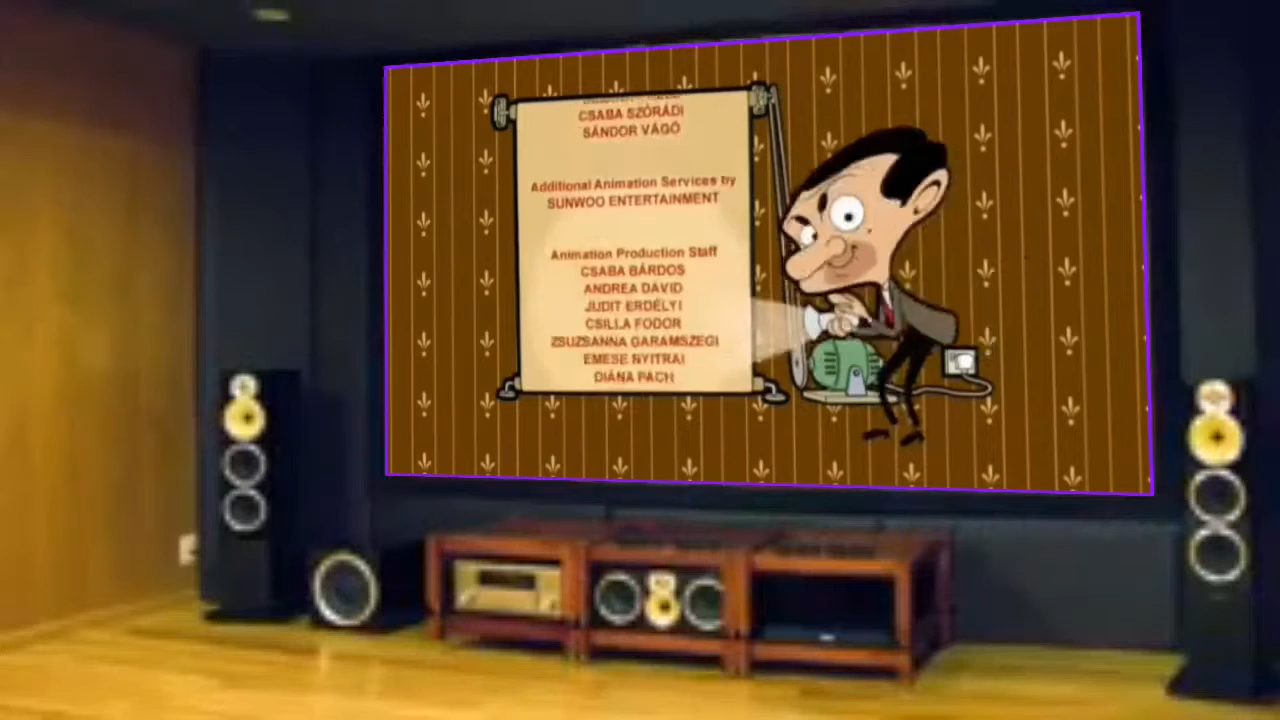 CSABA SZÓRÁDI
SÁNDOR VÁGÓ
Additional Animation Services by
SUNWOO ENTERTAINMENT
Animation Production Staff
CSABA BÁRDOS
ANDREA DÁVID
JUDIT ERDÉLYI
CSILLA FODOR
ZSUZSANNA GARAMSZEGI
EMESE NYITRAI
DIÁNA PACH